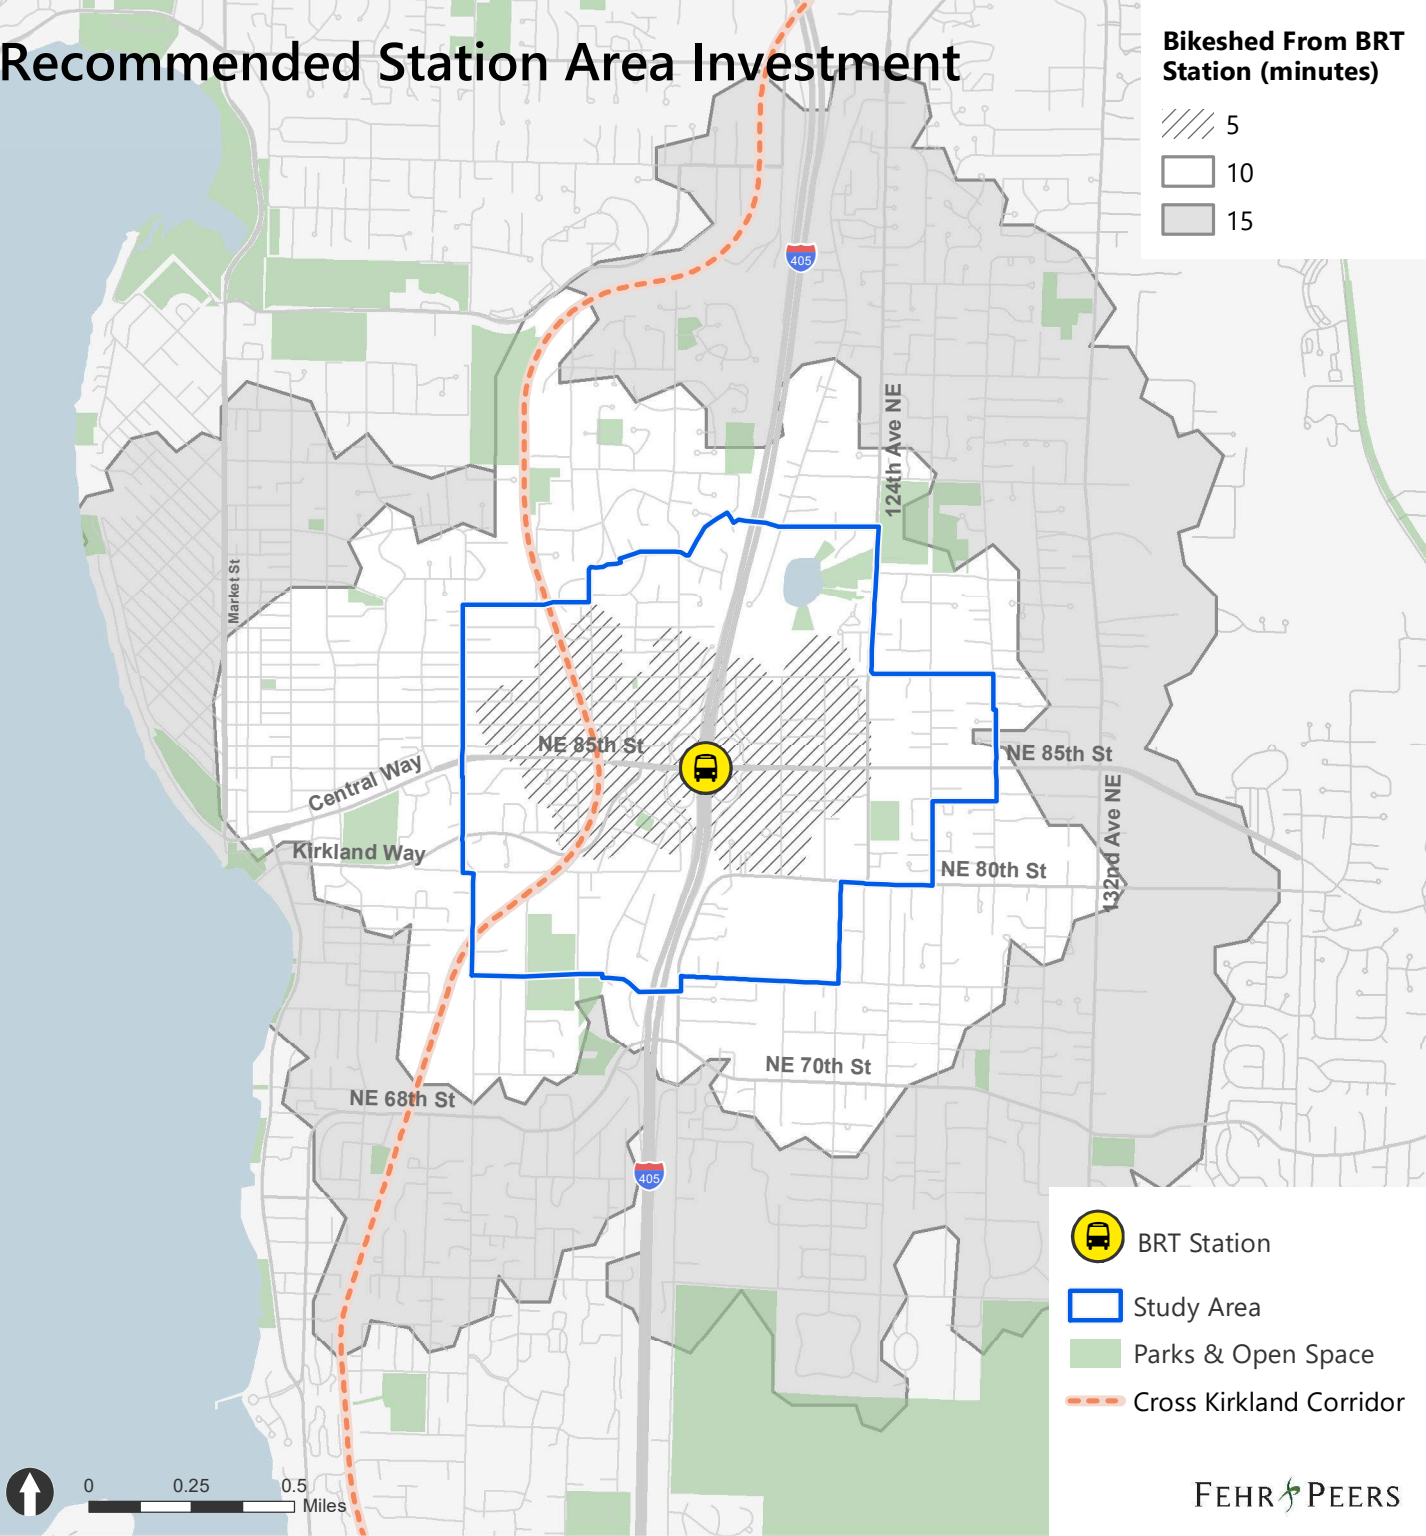 Recommended Station Area Investment
Bikeshed From BRT
Station (minutes)
5
10
15
405
124th Ave NE
Market St
NE 85th St
NE 85th St
Central Way
132nd Ave NE
Kirkland Way
NE 80th St
NE 70th St
NE 68th St
405
BRT Station
Study Area
Parks & Open Space
Cross Kirkland Corridor
0 0.25 0.5
Miles
FEHR PEERS